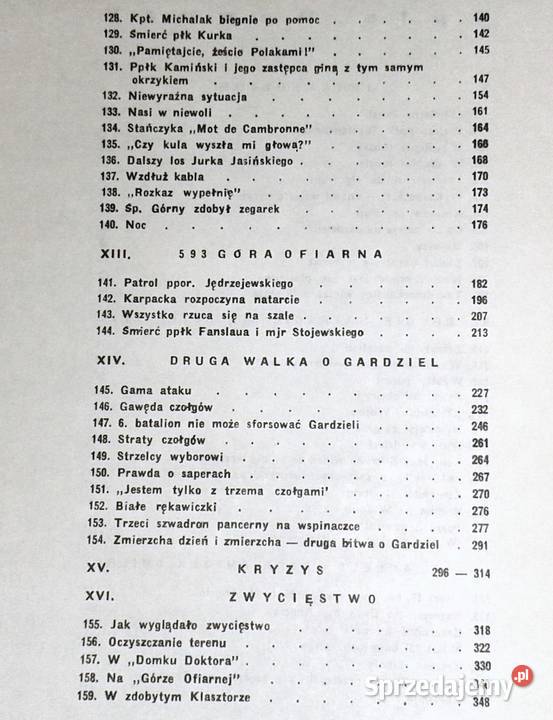 128. Kpt. Michalak biegnie po pomoc . . . . . 140
129. Śmierć płk Kurka . . . . . . . . 142
130. „Pamiętajcie, żeście Polakami!" . . . . . . 145
131. Ppłk Kamiński i jego zastępca giną z tym samym
okrzykiem . . . . . . . . . 147
132. Niewyraźna sytuacja . . . . . . . 154
133. Nasi w niewoli . . . . . . . . 161
134. Stańczyka „Mot de Cambronne" . . . . . 164
135. „Czy kula wyszła mi głową?" . . . . . . 166
136. Dalszy los Jurka Jasińskiego . . . . . . 168
137. Wzdłuż kabla . . . . . . . . 170
138. „Rozkaz wypełnię" . . . . . . . 173
139. Śp. Górny zdobył zegarek . . . . . . 174
140. Noc . . . . . . . . . . 176
XIII. 593 GÓRA OFIARNA
141. Patrol ppor. Jędrzejewskiego . . . . . 182
142. Karpacka rozpoczyna natarcie . . . . . 196
143. Wszystko rzuca się na szale . . . . . . 207
144. Śmierć ppłk Fanslaua i mjr Stojewskiego . . . . 213
XIV. DRUGA WALKA O GARDZIEL
145. Gama ataku . . . . . . . . 227
146. Gawęda czołgów . . . . . . . 232
147. 6. batalion nie może sforsować Gardzieli . . . 246
148. Straty czołgów . . . . . . . . 261
149. Strzelcy wyborowi . . . . . . . 264
150. Prawda o saperach . . . . . . . 267
151. „Jestem tylko z trzema czołgami' . . . . . 270
152. Białe rękawiczki . . . . . . . 276
153. Trzeci szwadron pancerny na wspinaczce . . . 277
154. Zmierzcha dzień i zmierzcha — druga bitwa o Gardziel . 291
XV. KRYZYS 296 — 314
XVI. ZWYCIĘSTWO
155. Jak wyglądało zwycięstwo . . . . . . 318
156. Oczyszczanie terenu . . . . . . . 322
157. W „Domku Doktora" . . . . . . . 330
158. Na „Górze Ofiarnej" . . . . . .
159. W zdobytym Klasztorze . . . . . . 348
Sprzedajemy.pl